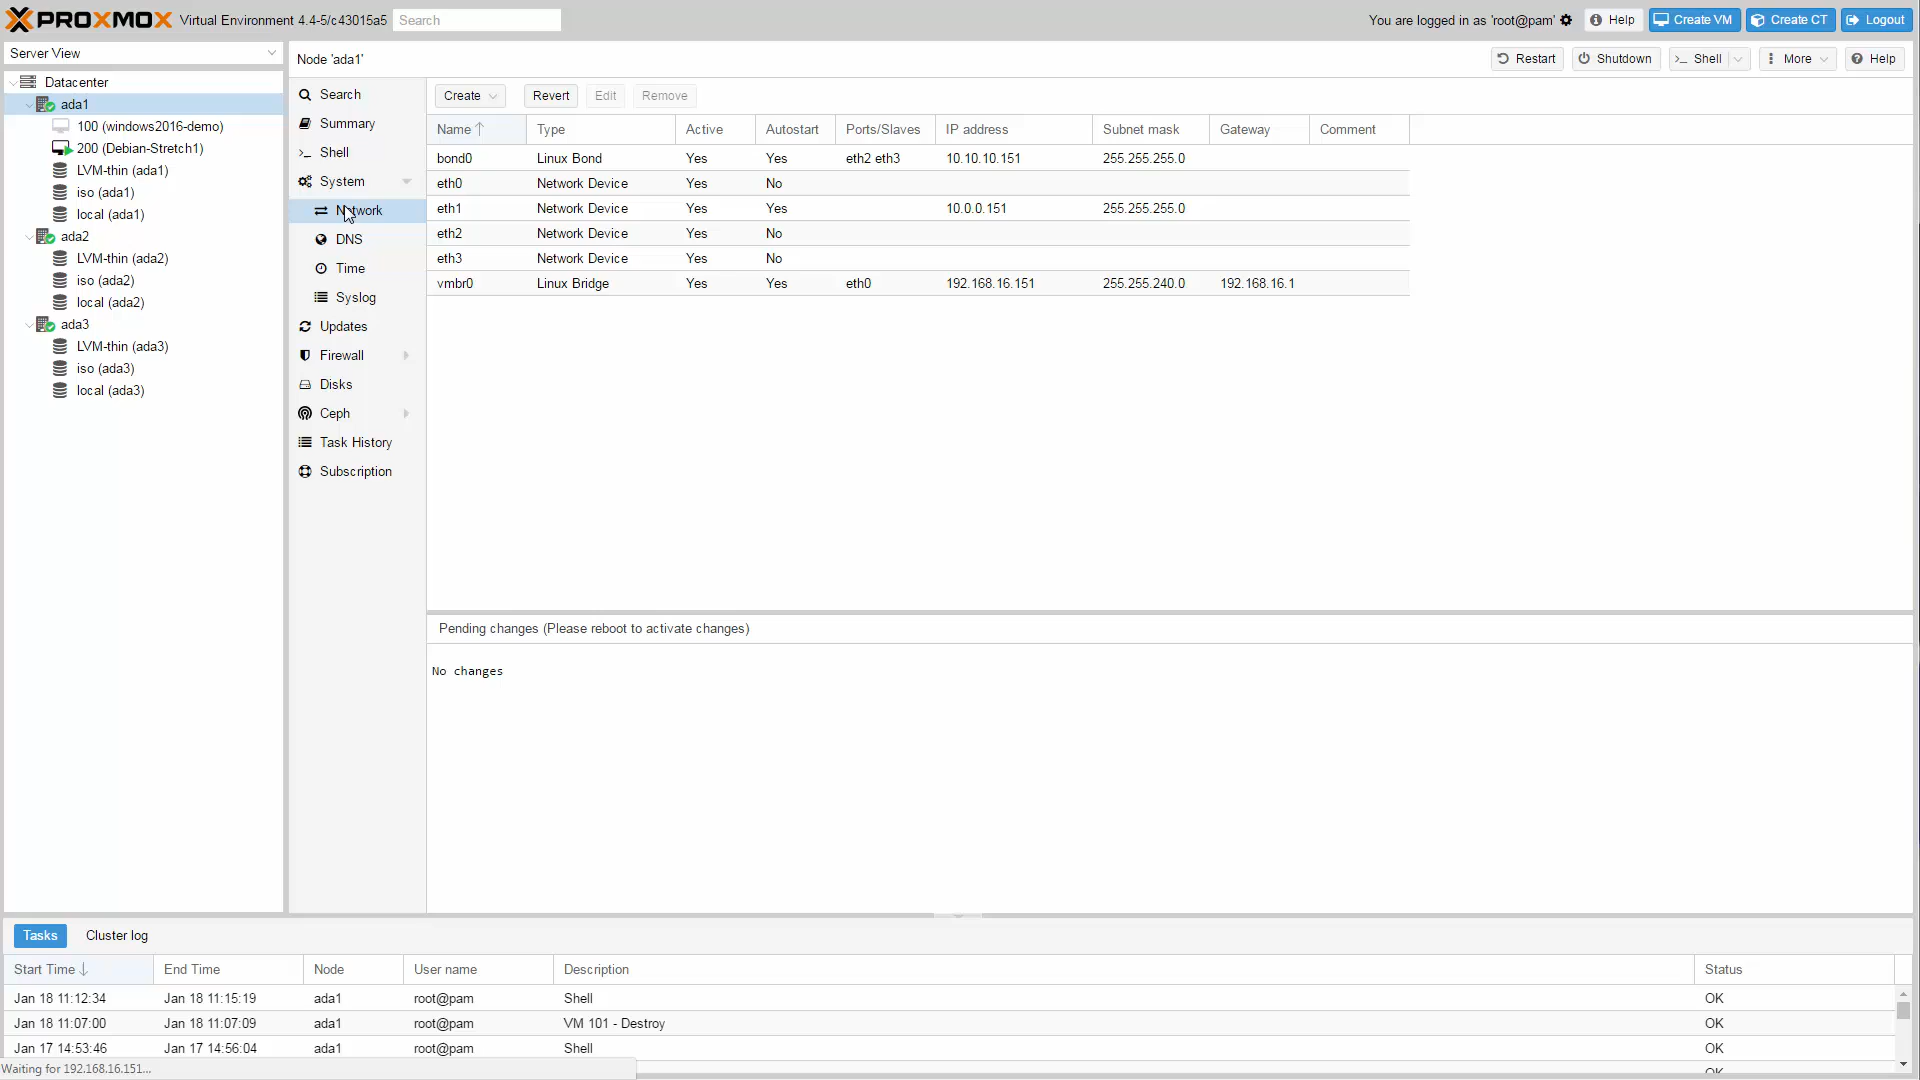 PROXMOX Virtual Environment 4.4-5/c43015a5 Search You are logged in as 'root@pam' Help Create VM Create CT Logout
Server View
Datacenter
ada1
100 (windows2016-demo)
200 (Debian-Stretch1)
LVM-thin (ada1)
iso (ada1)
local (ada1)
ada2
LVM-thin (ada2)
iso (ada2)
local (ada2)
ada3
LVM-thin (ada3)
iso (ada3)
local (ada3)
Node 'ada1' Restart Shutdown Shell More Help
Search
Summary
Shell
System
Network
DNS
Time
Syslog
Updates
Firewall
Disks
Ceph
Task History
Subscription
Create Revert Edit Remove
Name Type Active Autostart Ports/Slaves IP address Subnet mask Gateway Comment
bond0 Linux Bond Yes Yes eth2 eth3 10.10.10.151 255.255.255.0
eth0 Network Device Yes No
eth1 Network Device Yes Yes 10.0.0.151 255.255.255.0
eth2 Network Device Yes No
eth3 Network Device Yes No
vmbr0 Linux Bridge Yes Yes eth0 192.168.16.151 255.255.240.0 192.168.16.1
Pending changes (Please reboot to activate changes)
No changes
Tasks Cluster log
Start Time End Time Node User name Description Status
Jan 18 11:12:34 Jan 18 11:15:19 ada1 root@pam Shell OK
Jan 18 11:07:00 Jan 18 11:07:09 ada1 root@pam VM 101 - Destroy OK
Jan 17 14:53:46 Jan 17 14:56:04 ada1 root@pam Shell OK
Waiting for 192.168.16.151... OK